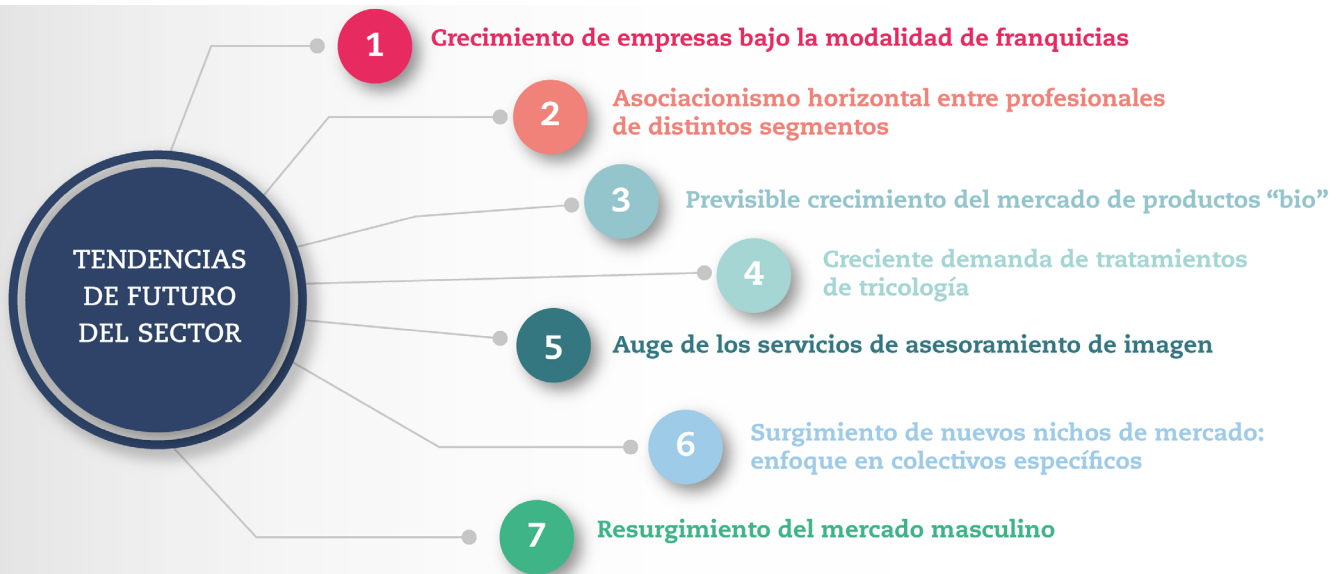 TENDENCIAS
DE FUTURO
DEL SECTOR
1
Crecimiento de empresas bajo la modalidad de franquicias
2
Asociacionismo horizontal entre profesionales
de distintos segmentos
3
Previsible crecimiento del mercado de productos “bio”
4
Creciente demanda de tratamientos
de tricología
5
Auge de los servicios de asesoramiento de imagen
6
Surgimiento de nuevos nichos de mercado:
enfoque en colectivos específicos
7
Resurgimiento del mercado masculino